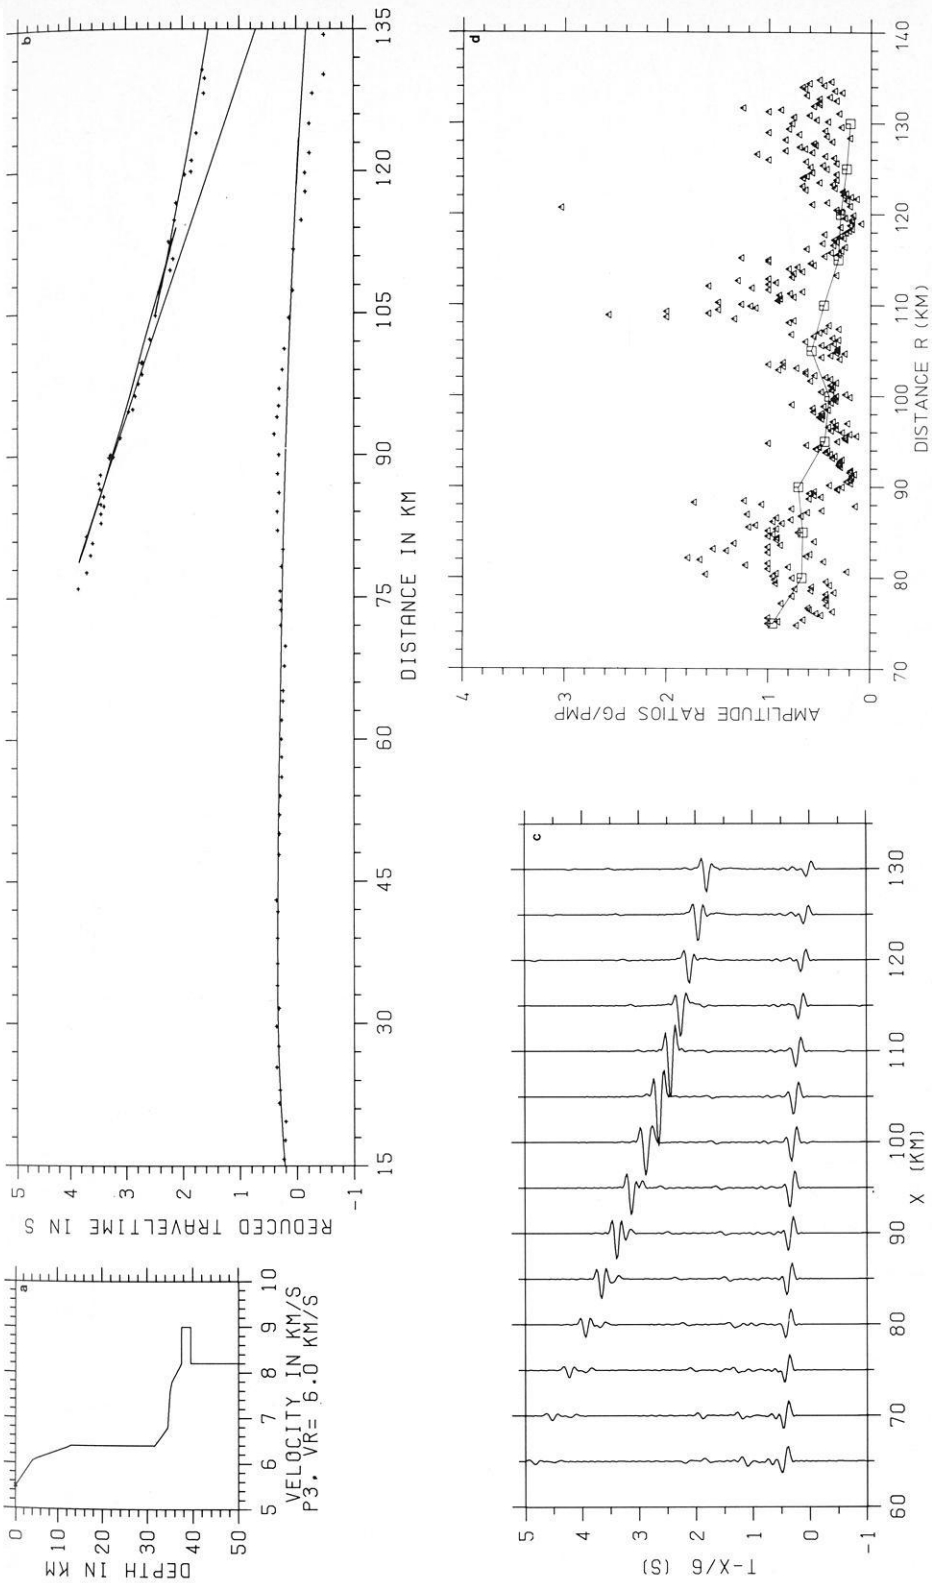 a
0 10 20 30 40 50
DEPTH IN KM
5 6 7 8 9 10
VELOCITY IN KM/S
P3, VR= 6.0 KM/S
b
5 4 3 2 1 0 -1
REDUCED TRAVELTIME IN S
15 30 45 60 75 90 105 120 135
DISTANCE IN KM
c
5 4 3 2 1 0 -1
T-X/6 (S)
60 70 80 90 100 110 120 130
X (KM)
d
4 3 2 1 0
AMPLITUDE RATIOS PG/PMP
70 80 90 100 110 120 130 140
DISTANCE R (KM)